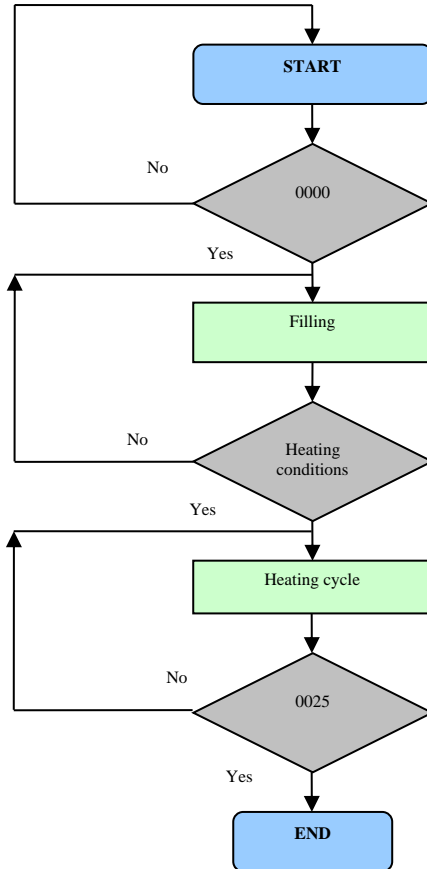 START
No
0000
Yes
Filling
No
Heating
conditions
Yes
Heating cycle
No
0025
Yes
END